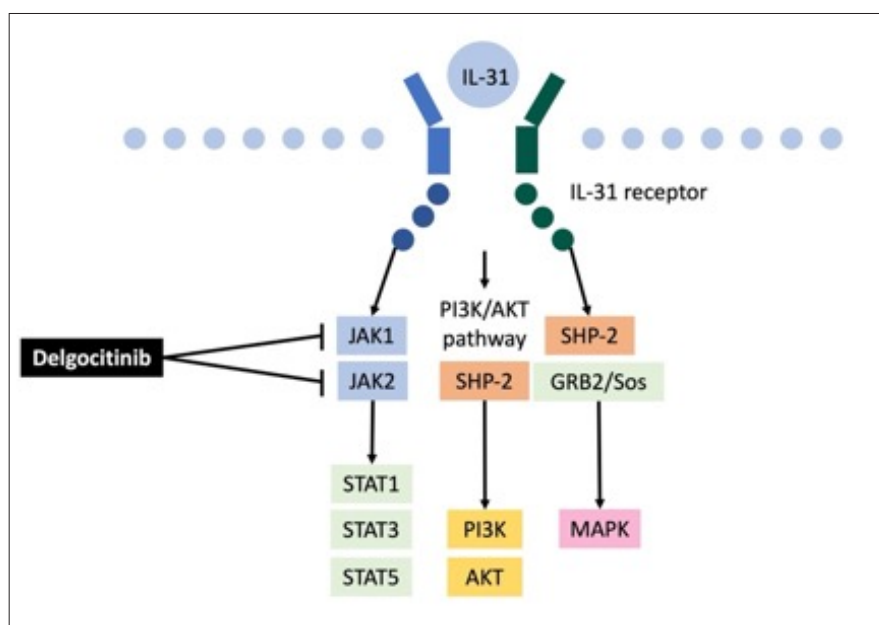 IL-31
IL-31 receptor
PI3K/AKT
pathway
JAK1
SHP-2
Delgocitinib
JAK2
SHP-2
GRB2/Sos
STAT1
STAT3
PI3K
MAPK
STAT5
AKT